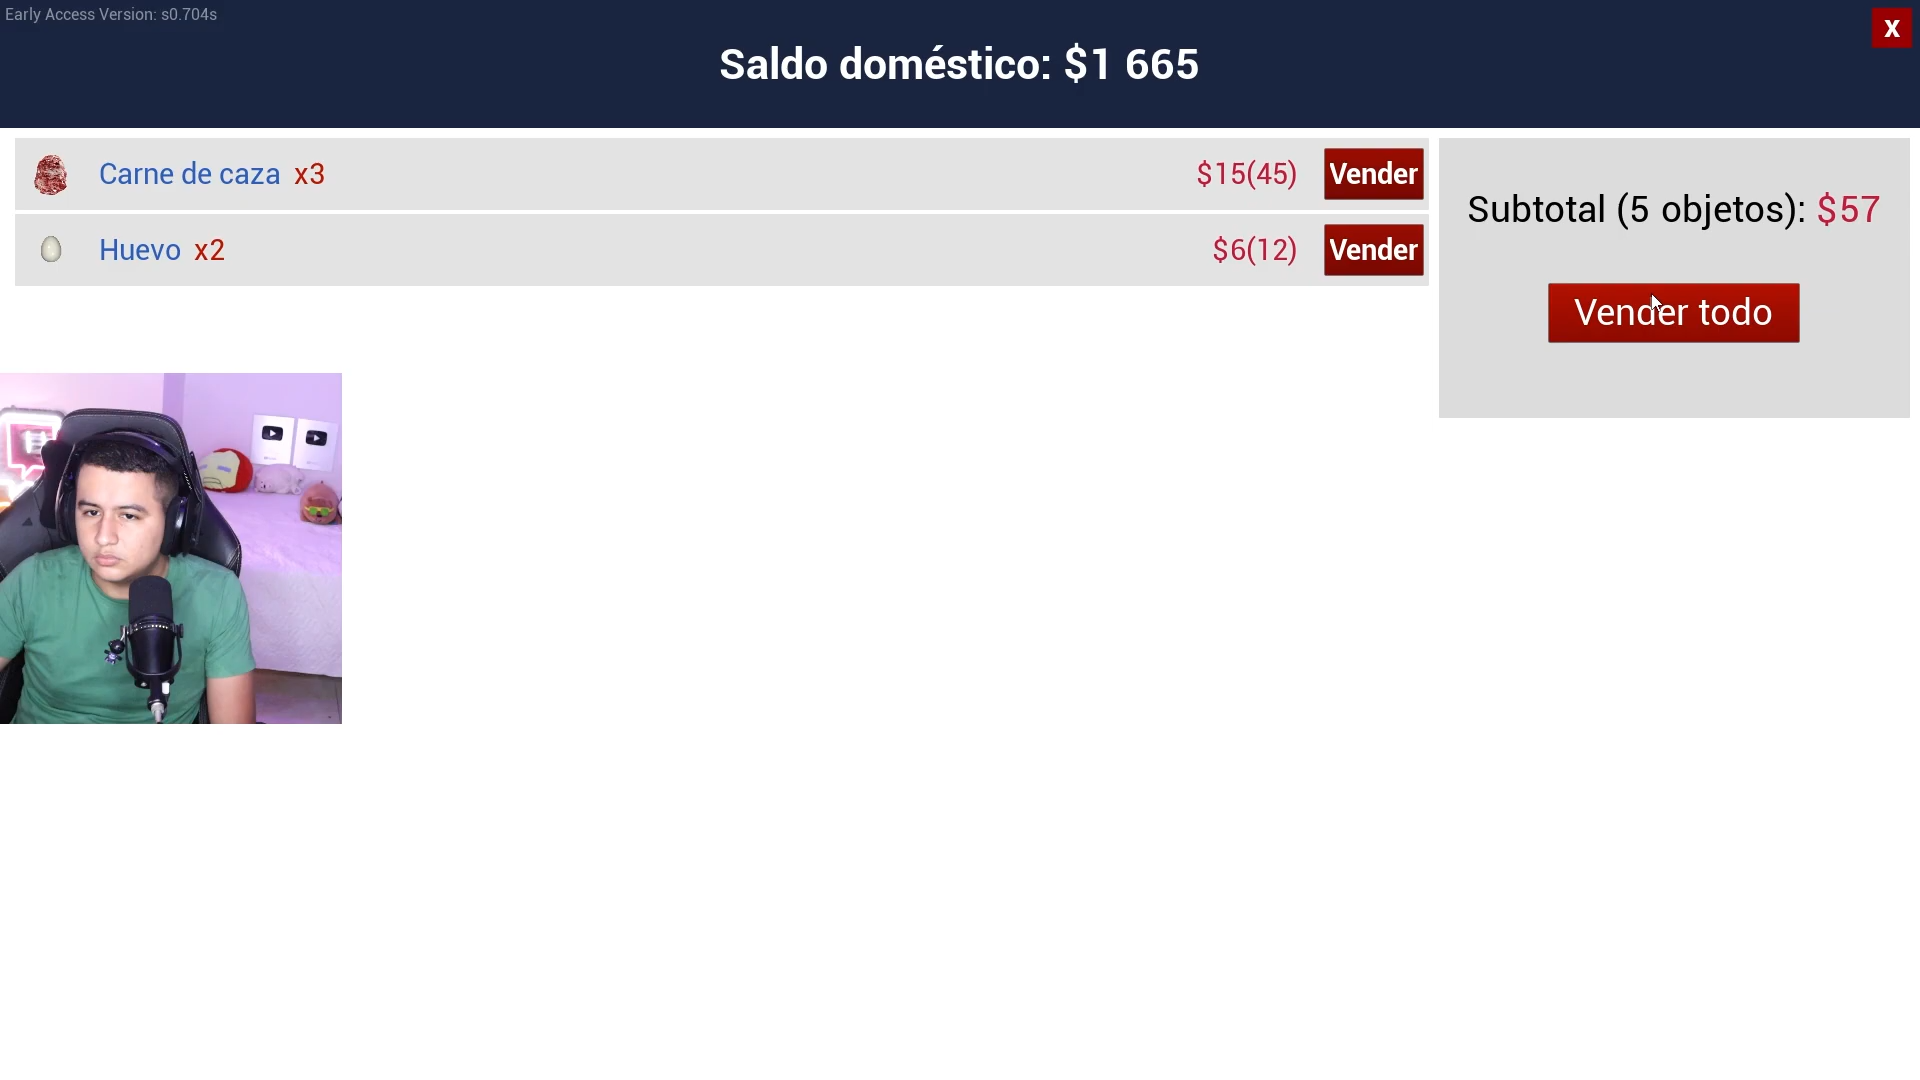 Early Access Version: s0.704s
X
Saldo doméstico: $1 665
Carne de caza x3 $15(45) Vender
Huevo x2 $6(12) Vender
Subtotal (5 objetos): $57
Vender todo